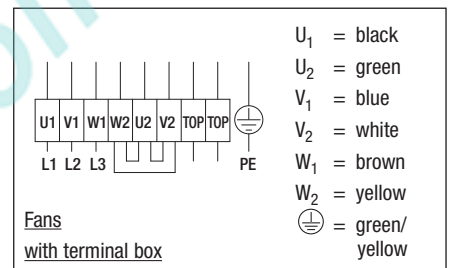 U1 V1 W1 W2 U2 V2 TOP TOP
L1 L2 L3 PE
Fans
with terminal box
U₁ = black
U₂ = green
V₁ = blue
V₂ = white
W₁ = brown
W₂ = yellow
⏚ = green/
yellow